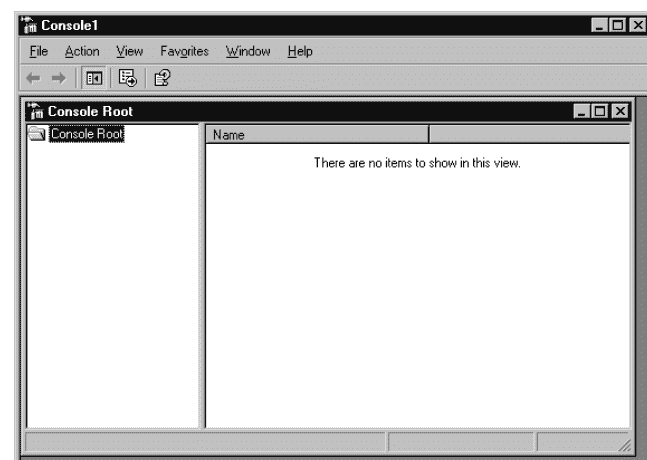 Console1
File Action View Favorites Window Help
Console Root
Console Root Name
There are no items to show in this view.